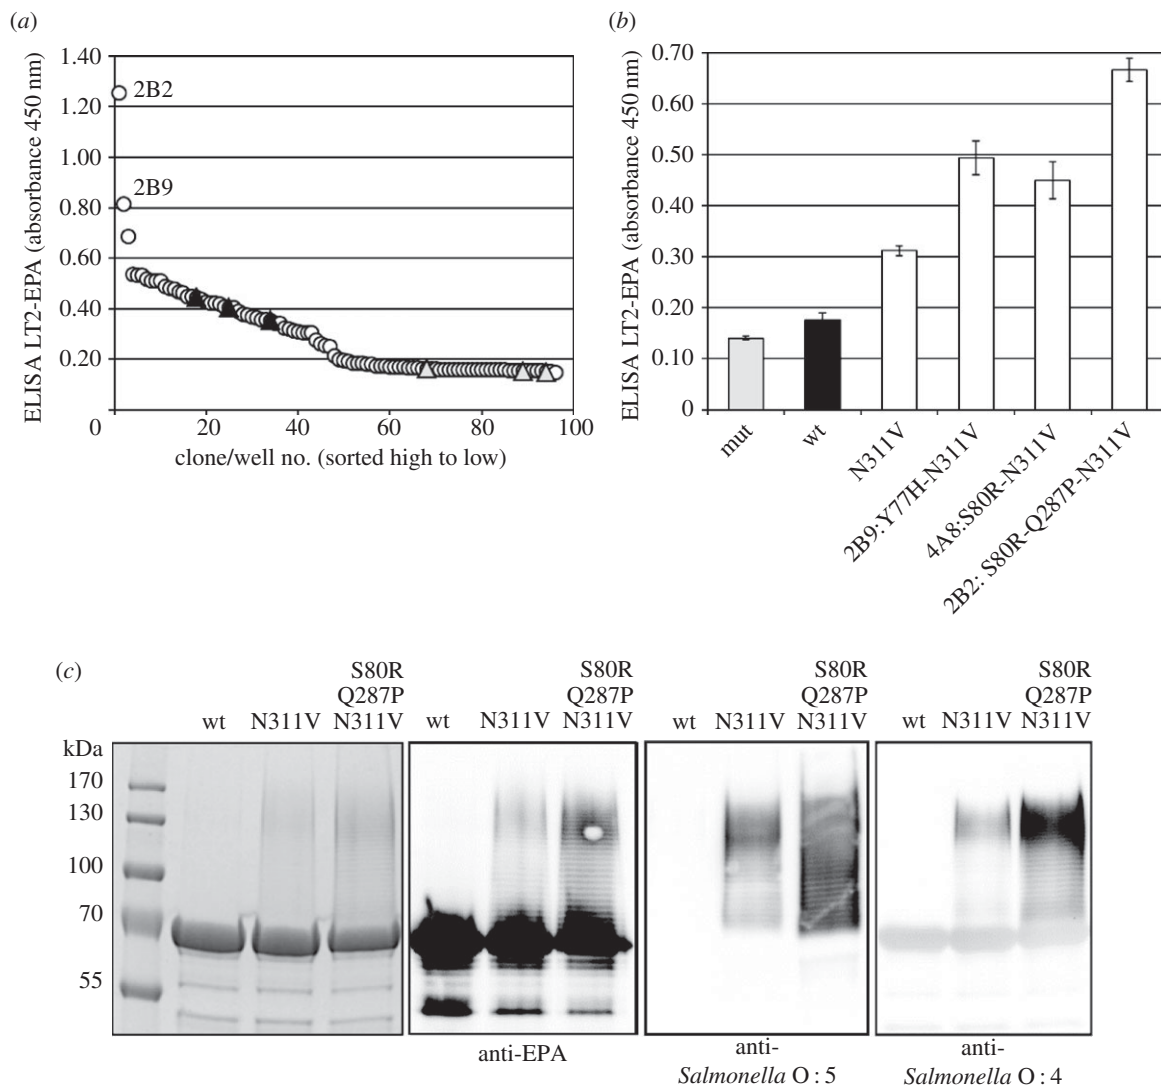 (a)
ELISA LT2-EPA (absorbance 450 nm)
1.40
1.20
1.00
0.80
0.60
0.40
0.20
0
2B2
2B9
20
40
60
80
100
clone/well no. (sorted high to low)
(b)
ELISA LT2-EPA (absorbance 450 nm)
0.70
0.60
0.50
0.40
0.30
0.20
0.10
0
mut
wt
N311V
2B9:Y77H-N311V
4A8:S80R-N311V
2B2: S80R-Q287P-N311V
(c)
kDa
170
130
100
70
55
wt
N311V
S80R
Q287P
N311V
wt
N311V
S80R
Q287P
N311V
anti-EPA
wt
N311V
S80R
Q287P
N311V
anti-
Salmonella O : 5
wt
N311V
S80R
Q287P
N311V
anti-
Salmonella O : 4